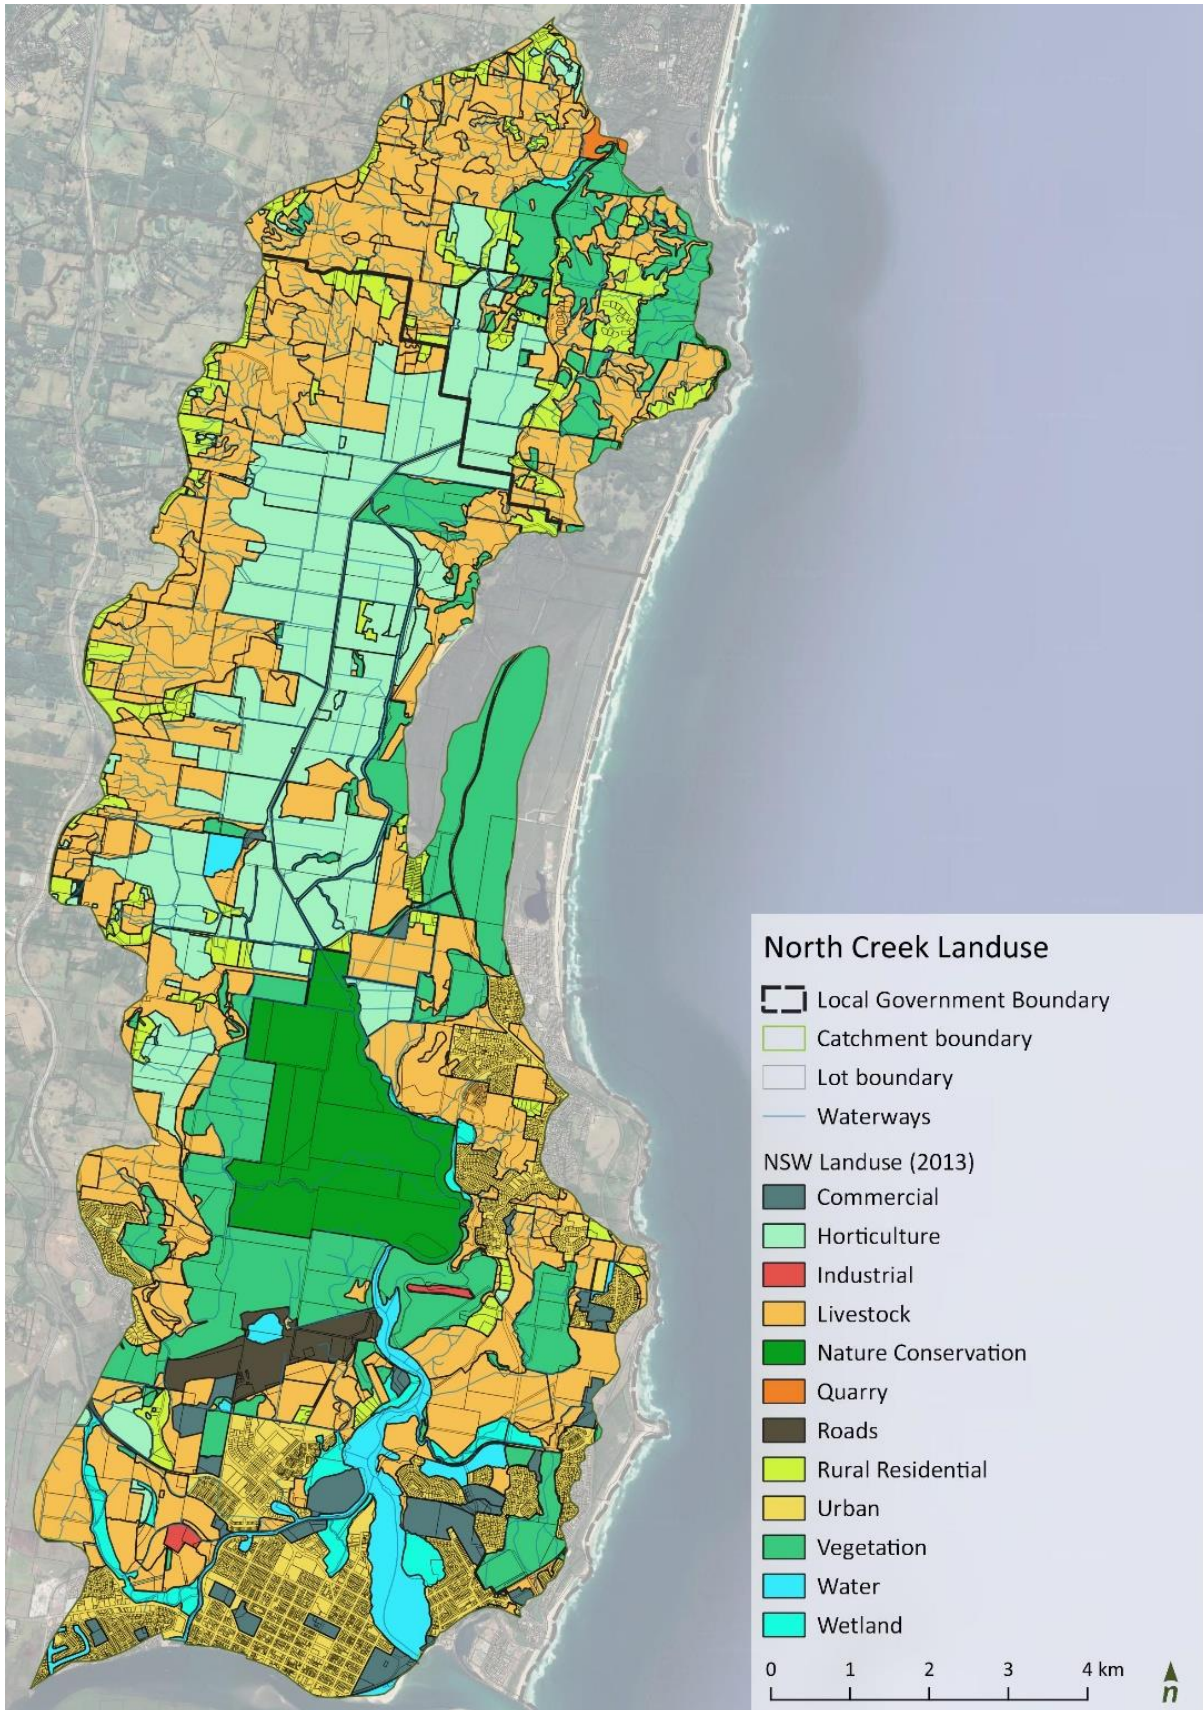 North Creek Landuse
Local Government Boundary
Catchment boundary
Lot boundary
Waterways
NSW Landuse (2013)
Commercial
Horticulture
Industrial
Livestock
Nature Conservation
Quarry
Roads
Rural Residential
Urban
Vegetation
Water
Wetland
0 1 2 3 4 km
n